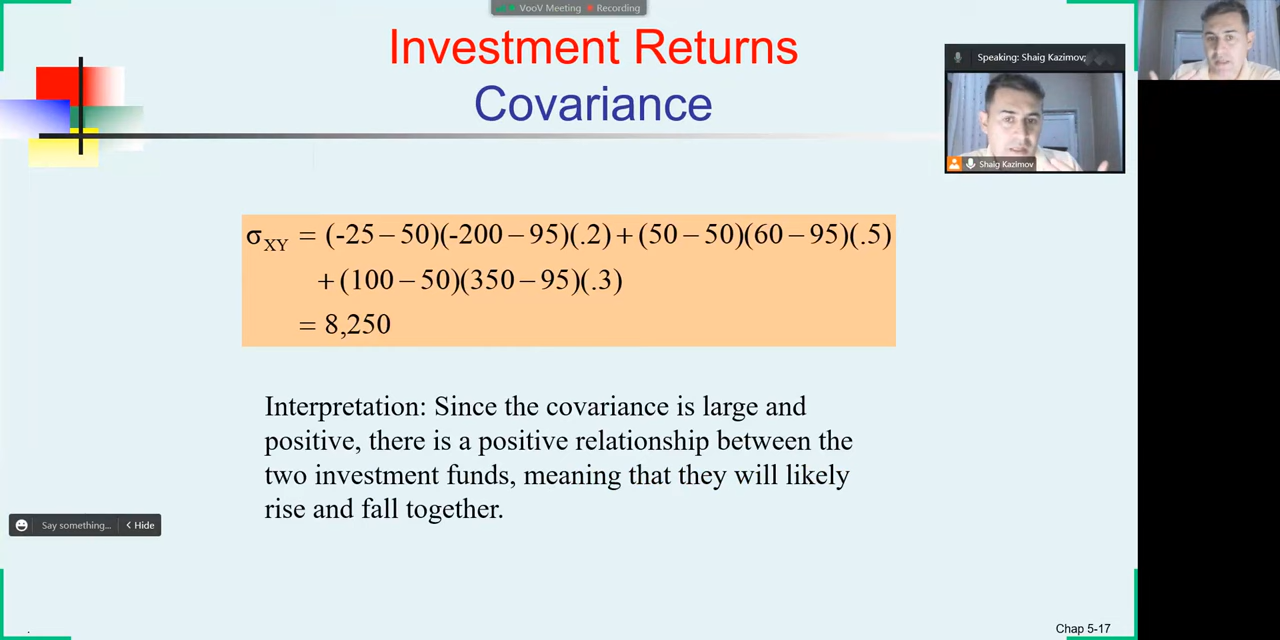 VooV Meeting Recording
Investment Returns
Covariance
Speaking: Shaig Kazimov;
Shaig Kazimov
σXY = (-25 – 50)(-200 – 95)(.2) + (50 – 50)(60 – 95)(.5)
+ (100 – 50)(350 – 95)(.3)
= 8,250
Interpretation: Since the covariance is large and
positive, there is a positive relationship between the
two investment funds, meaning that they will likely
rise and fall together.
Say something... < Hide
Chap 5-17